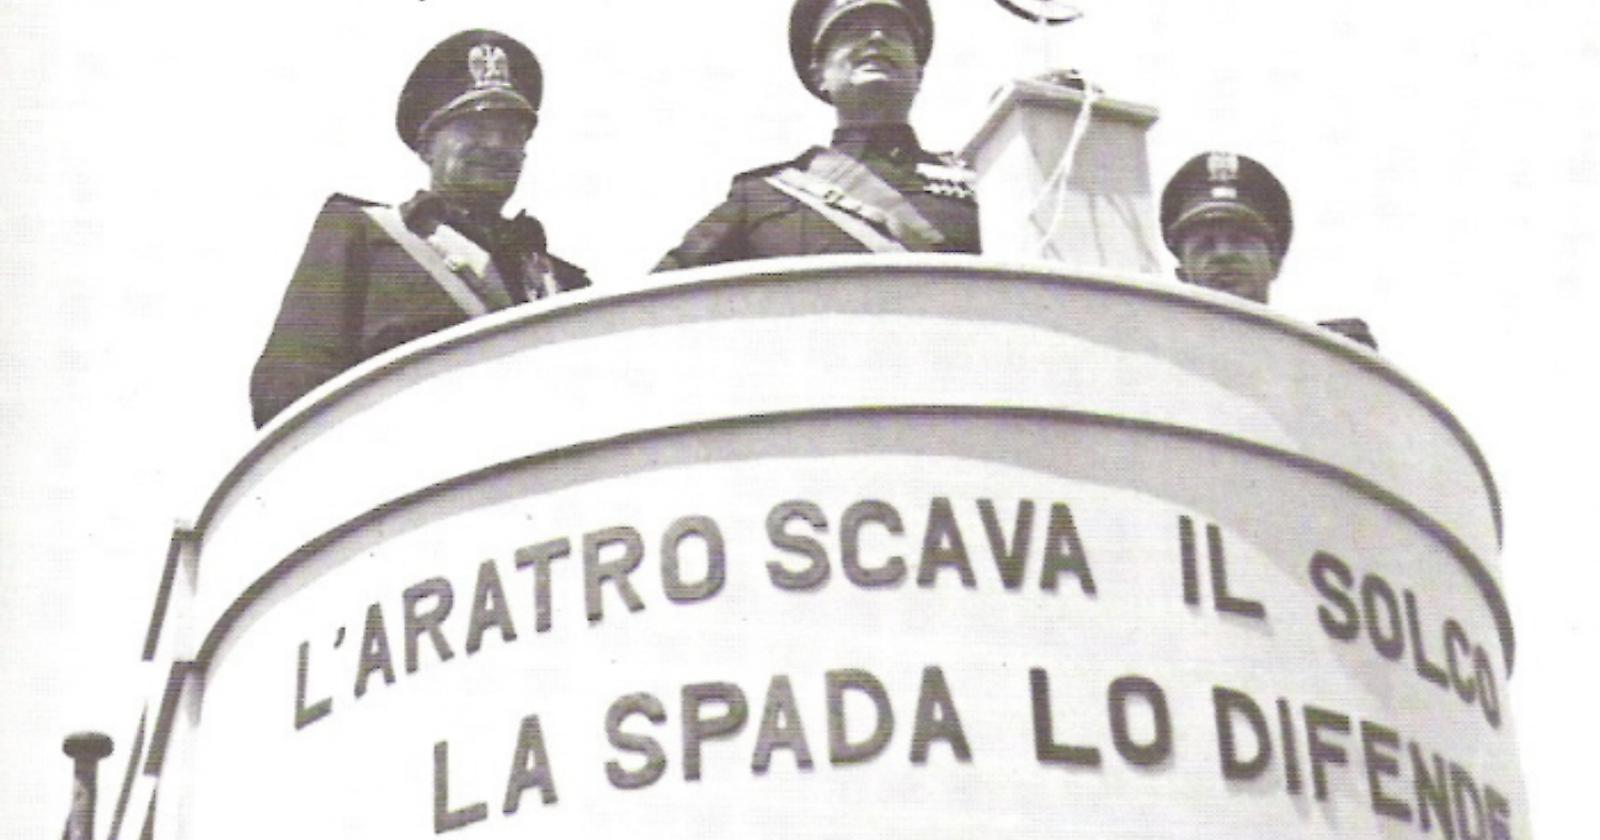 L'ARATRO SCAVA IL SOLCO
LA SPADA LO DIFENDE